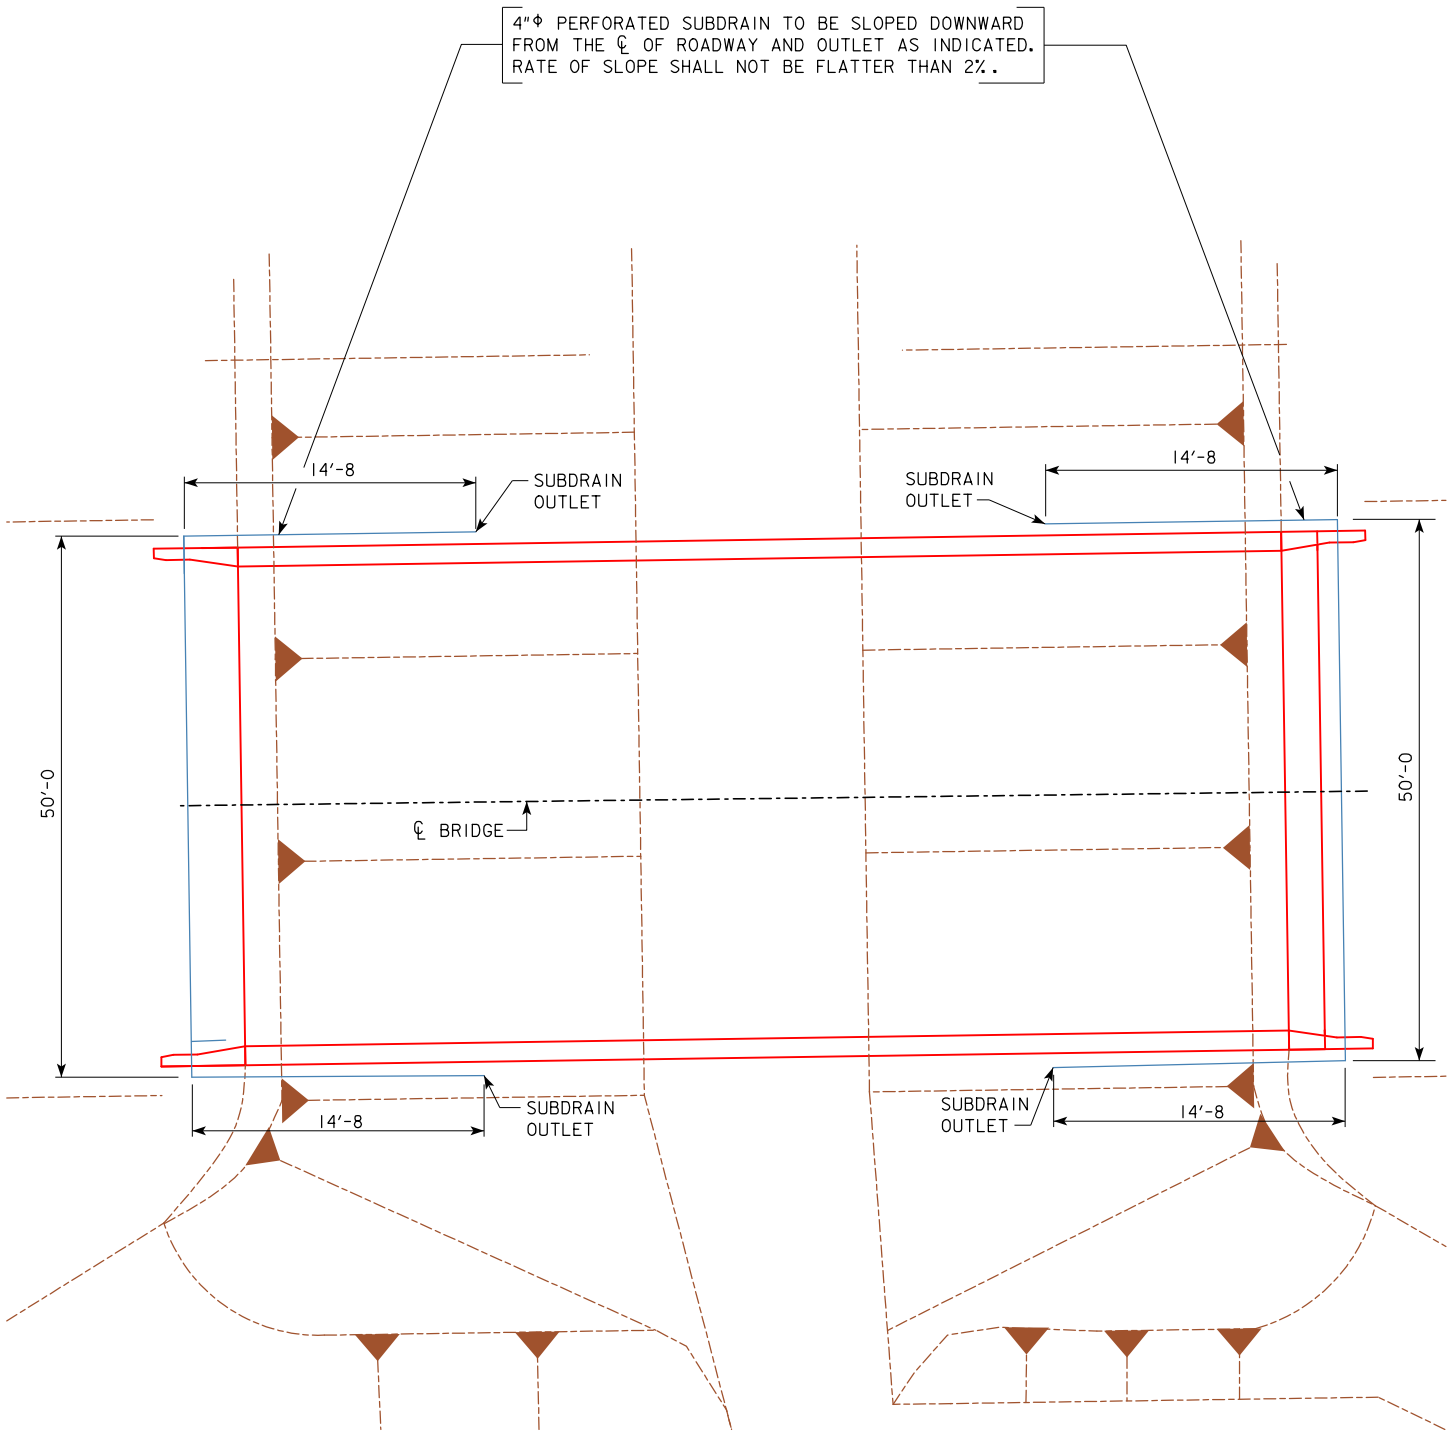 4"Φ PERFORATED SUBDRAIN TO BE SLOPED DOWNWARD
FROM THE ℄ OF ROADWAY AND OUTLET AS INDICATED.
RATE OF SLOPE SHALL NOT BE FLATTER THAN 2%.
14'-8
14'-8
SUBDRAIN
OUTLET
SUBDRAIN
OUTLET
50'-0
50'-0
℄ BRIDGE
SUBDRAIN
OUTLET
14'-8
SUBDRAIN
OUTLET
14'-8